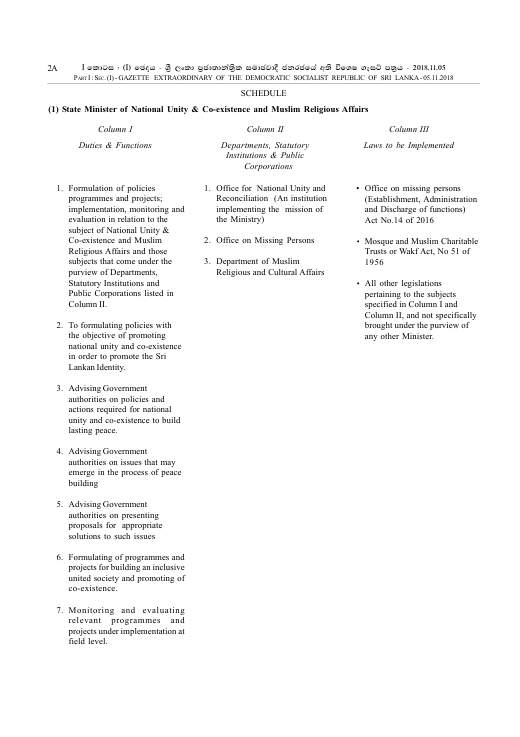 2A
I කොටස : (I) ඡෙදය - ශ්‍රී ලංකා ප්‍රජාතාන්ත්‍රික සමාජවාදී ජනරජයේ අති විශෙෂ ගැසට් පත්‍රය - 2018.11.05
PART I : SEC. (I) - GAZETTE EXTRAORDINARY OF THE DEMOCRATIC SOCIALIST REPUBLIC OF SRI LANKA - 05.11.2018
SCHEDULE
(1) State Minister of National Unity & Co-existence and Muslim Religious Affairs
Column I
Duties & Functions
1. Formulation of policies
programmes and projects;
implementation, monitoring and
evaluation in relation to the
subject of National Unity &
Co-existence and Muslim
Religious Affairs and those
subjects that come under the
purview of Departments,
Statutory Institutions and
Public Corporations listed in
Column II.
2. To formulating policies with
the objective of promoting
national unity and co-existence
in order to promote the Sri
Lankan Identity.
3. Advising Government
authorities on policies and
actions required for national
unity and co-existence to build
lasting peace.
4. Advising Government
authorities on issues that may
emerge in the process of peace
building
5. Advising Government
authorities on presenting
proposals for appropriate
solutions to such issues
6. Formulating of programmes and
projects for building an inclusive
united society and promoting of
co-existence.
7. Monitoring and evaluating
relevant programmes and
projects under implementation at
field level.
Column II
Departments, Statutory
Institutions & Public
Corporations
1. Office for National Unity and
Reconciliation (An institution
implementing the mission of
the Ministry)
2. Office on Missing Persons
3. Department of Muslim
Religious and Cultural Affairs
Column III
Laws to be Implemented
• Office on missing persons
(Establishment, Administration
and Discharge of functions)
Act No.14 of 2016
• Mosque and Muslim Charitable
Trusts or Wakf Act, No 51 of
1956
• All other legislations
pertaining to the subjects
specified in Column I and
Column II, and not specifically
brought under the purview of
any other Minister.